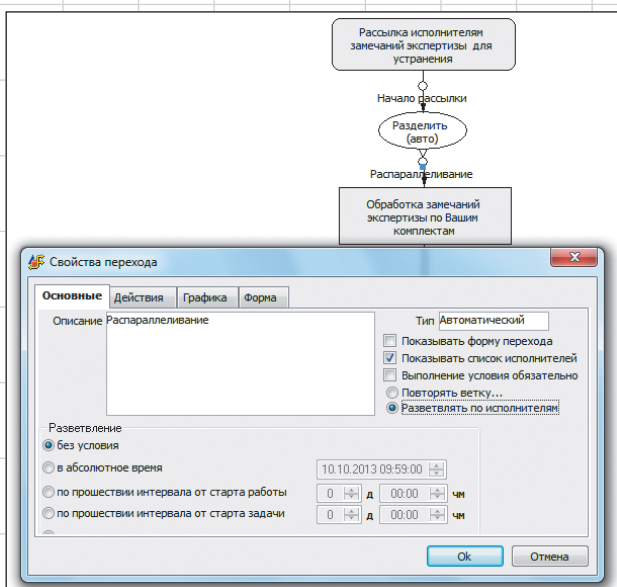 Рассылка исполнителям
замечаний экспертизы для
устранения
Начало рассылки
Разделить
(авто)
Распараллеливание
Обработка замечаний
экспертизы по Вашим
комплектам
Свойства перехода
Основные Действия Графика Форма
Описание Распараллеливание Тип Автоматический
Показывать форму перехода
Показывать список исполнителей
Выполнение условия обязательно
Повторять ветку...
Разветвлять по исполнителям
Разветвление
без условия
в абсолютное время 10.10.2013 09:59:00
по прошествии интервала от старта работы 0 д 00:00 чм
по прошествии интервала от старта задачи 0 д 00:00 чм
Ok Отмена